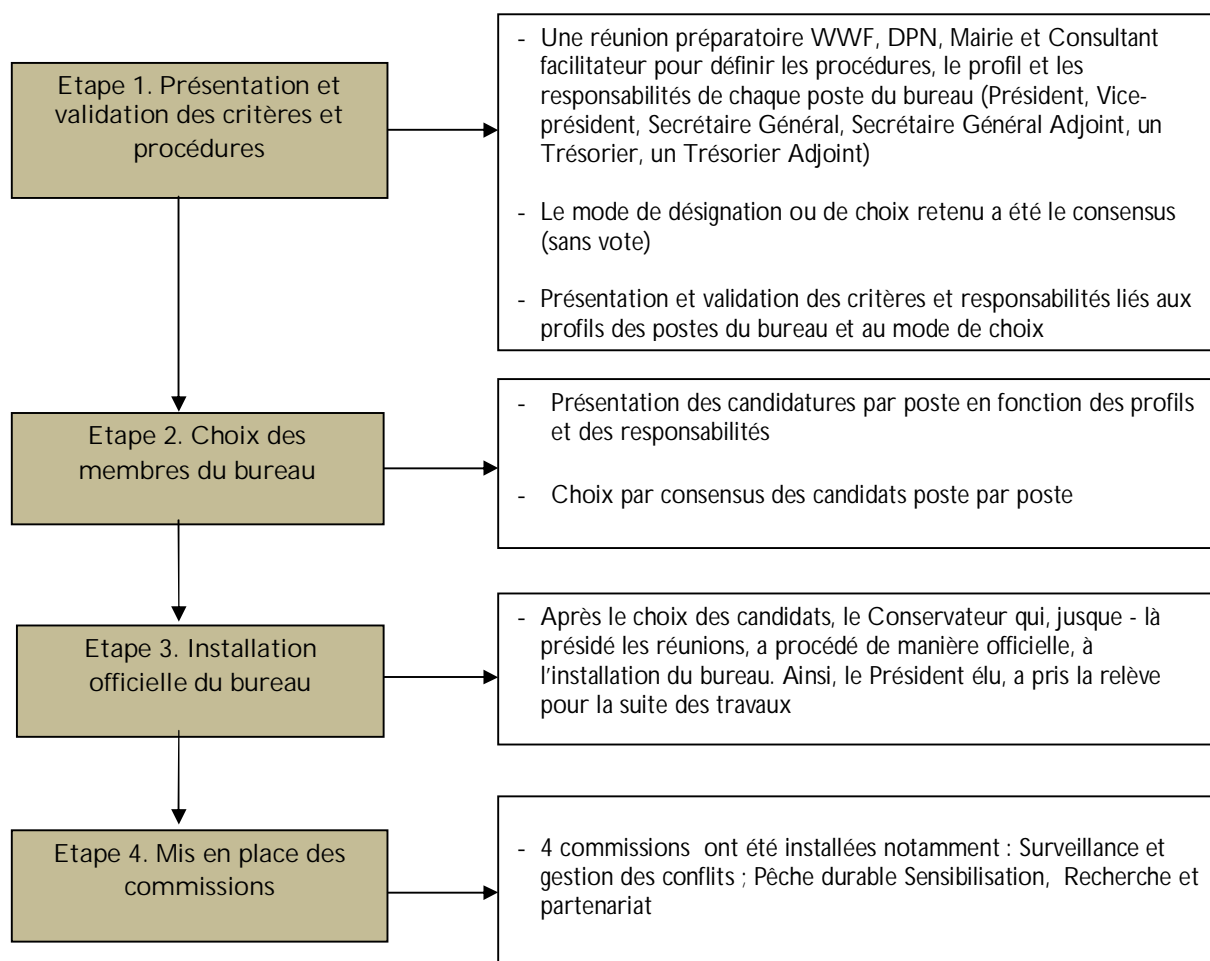 Etape 1. Présentation et
validation des critères et
procédures
- Une réunion préparatoire WWF, DPN, Mairie et Consultant
facilitateur pour définir les procédures, le profil et les
responsabilités de chaque poste du bureau (Président, Vice-
président, Secrétaire Général, Secrétaire Général Adjoint, un
Trésorier, un Trésorier Adjoint)
- Le mode de désignation ou de choix retenu a été le consensus
(sans vote)
- Présentation et validation des critères et responsabilités liés aux
profils des postes du bureau et au mode de choix
Etape 2. Choix des
membres du bureau
- Présentation des candidatures par poste en fonction des profils
et des responsabilités
- Choix par consensus des candidats poste par poste
Etape 3. Installation
officielle du bureau
- Après le choix des candidats, le Conservateur qui, jusque - là
présidé les réunions, a procédé de manière officielle, à
l'installation du bureau. Ainsi, le Président élu, a pris la relève
pour la suite des travaux
Etape 4. Mis en place des
commissions
- 4 commissions ont été installées notamment : Surveillance et
gestion des conflits ; Pêche durable Sensibilisation, Recherche et
partenariat